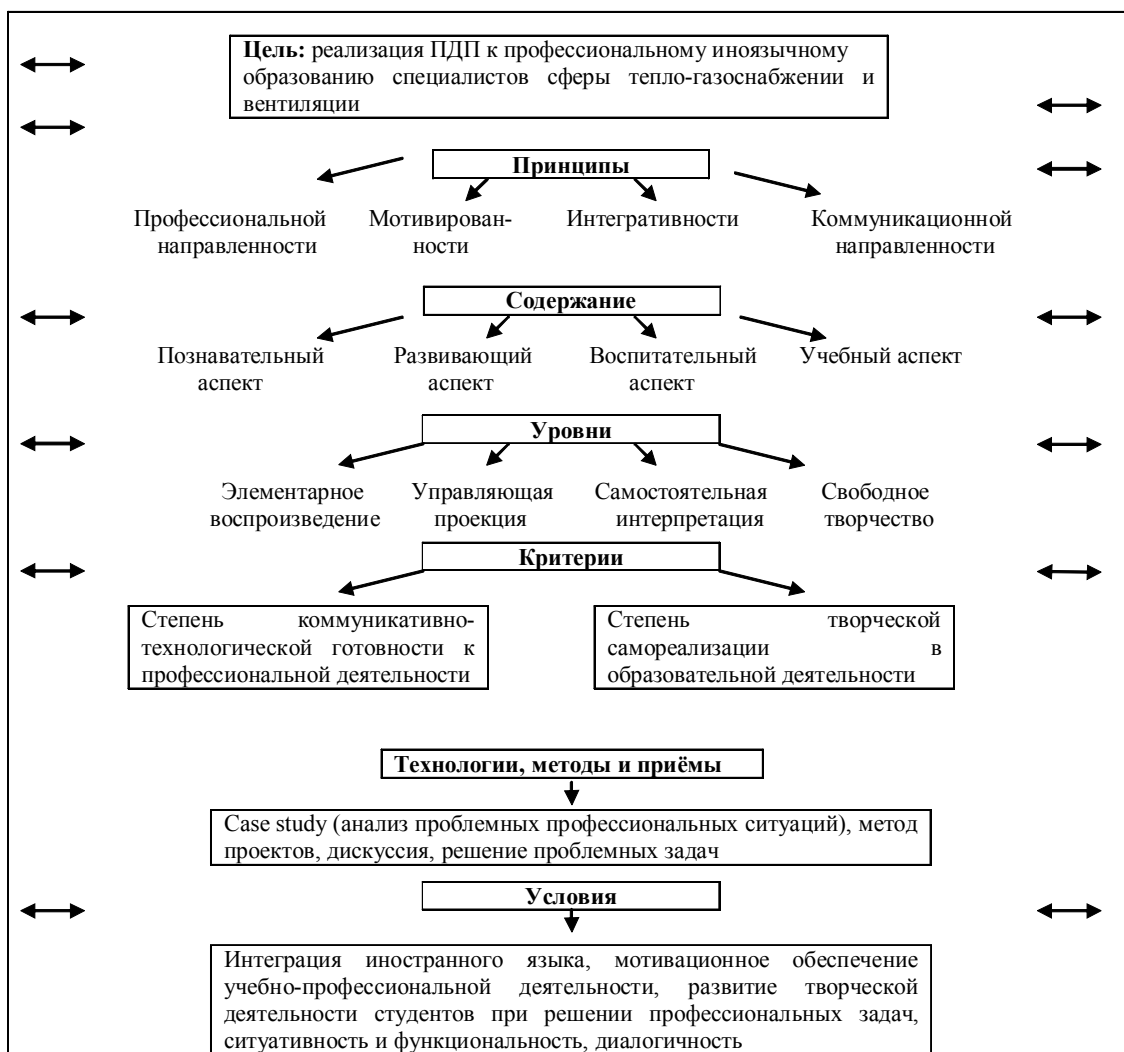 Цель: реализация ПДП к профессиональному иноязычному
образованию специалистов сферы тепло-газоснабжении и
вентиляции
Принципы
Профессиональной направленности
Мотивирован-
ности
Интегративности
Коммуникационной
направленности
Содержание
Познавательный
аспект
Развивающий
аспект
Воспитательный
аспект
Учебный аспект
Уровни
Элементарное
воспроизведение
Управляющая
проекция
Самостоятельная
интерпретация
Свободное
творчество
Критерии
Степень коммуникативно-
технологической готовности к
профессиональной деятельности
Степень творческой
самореализации в
образовательной деятельности
Технологии, методы и приёмы
Case study (анализ проблемных профессиональных ситуаций), метод
проектов, дискуссия, решение проблемных задач
Условия
Интеграция иностранного языка, мотивационное обеспечение
учебно-профессиональной деятельности, развитие творческой
деятельности студентов при решении профессиональных задач,
ситуативность и функциональность, диалогичность